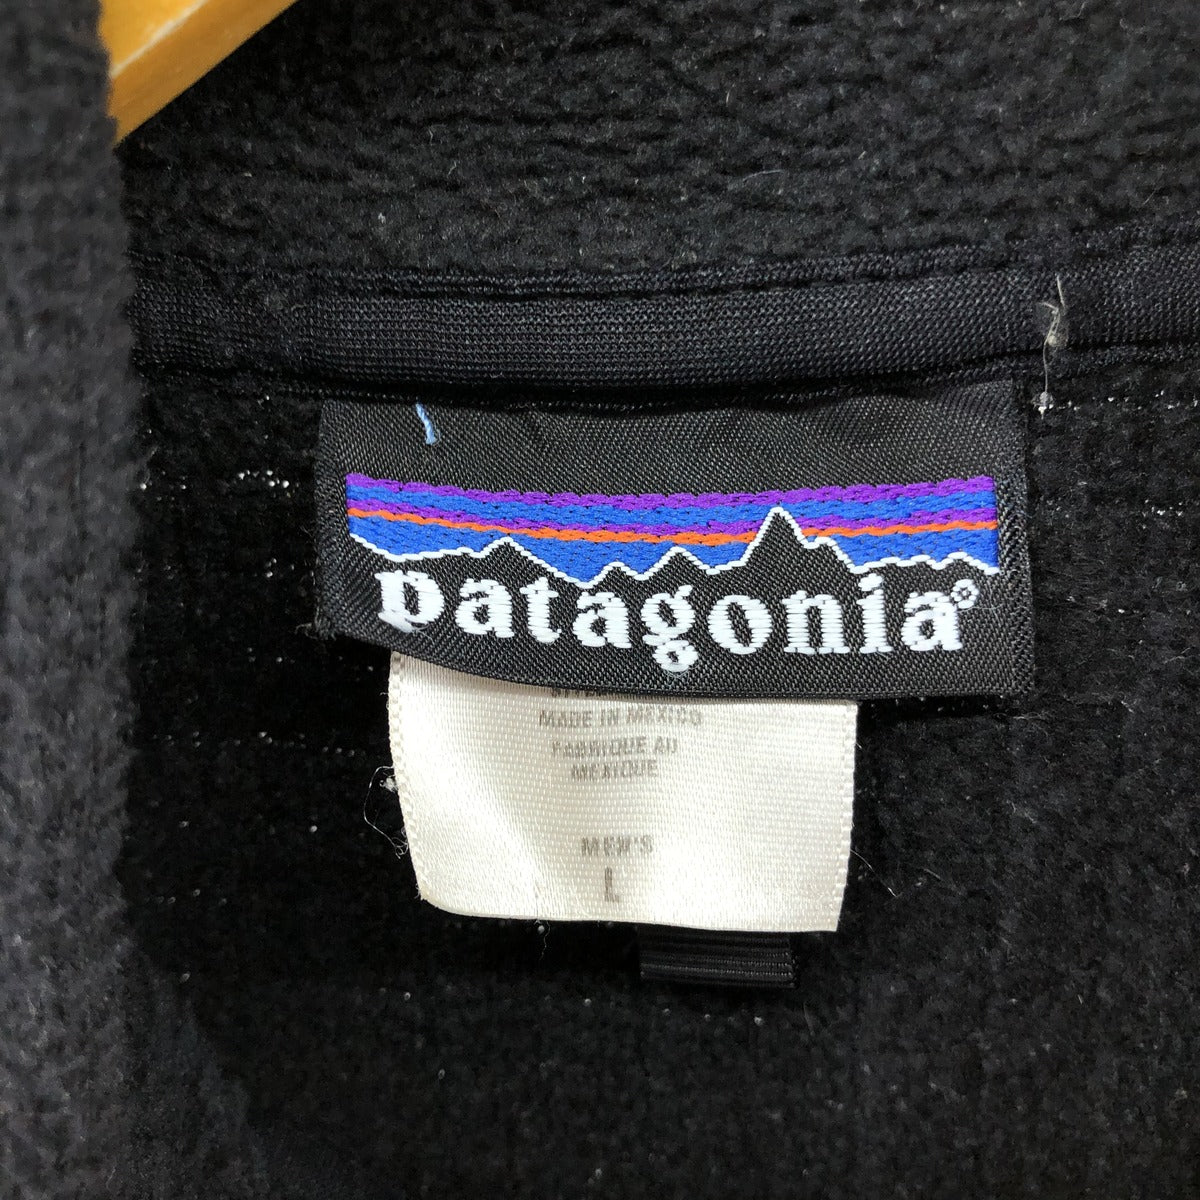 patagonia®
MADE IN MEXICO
FABRIQUE AU
MEXIQUE
MEN'S
L